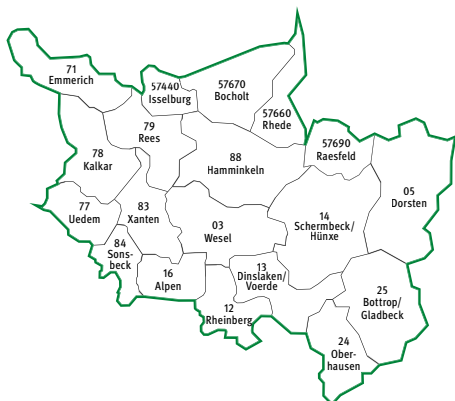 71
Emmerich
57440
Isselburg
57670
Bocholt
57660
Rhede
79
Rees
57690
Raesfeld
78
Kalkar
88
Hamminkeln
05
Dorsten
77
Uedem
83
Xanten
03
Wesel
14
Schermbeck/
Hünxe
84
Sons-
beck
16
Alpen
13
Dinslaken/
Voerde
12
Rheinberg
25
Bottrop/
Gladbeck
24
Ober-
hausen